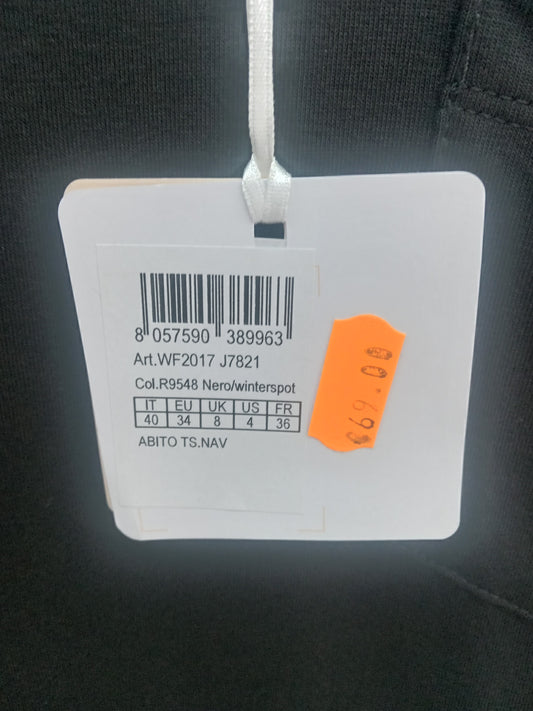 8 057590 389963
Art.WF2017 J7821
Col.R9548 Nero/winterspot
IT EU UK US FR
40 34 8 4 36
ABITO TS.NAV
€69.00